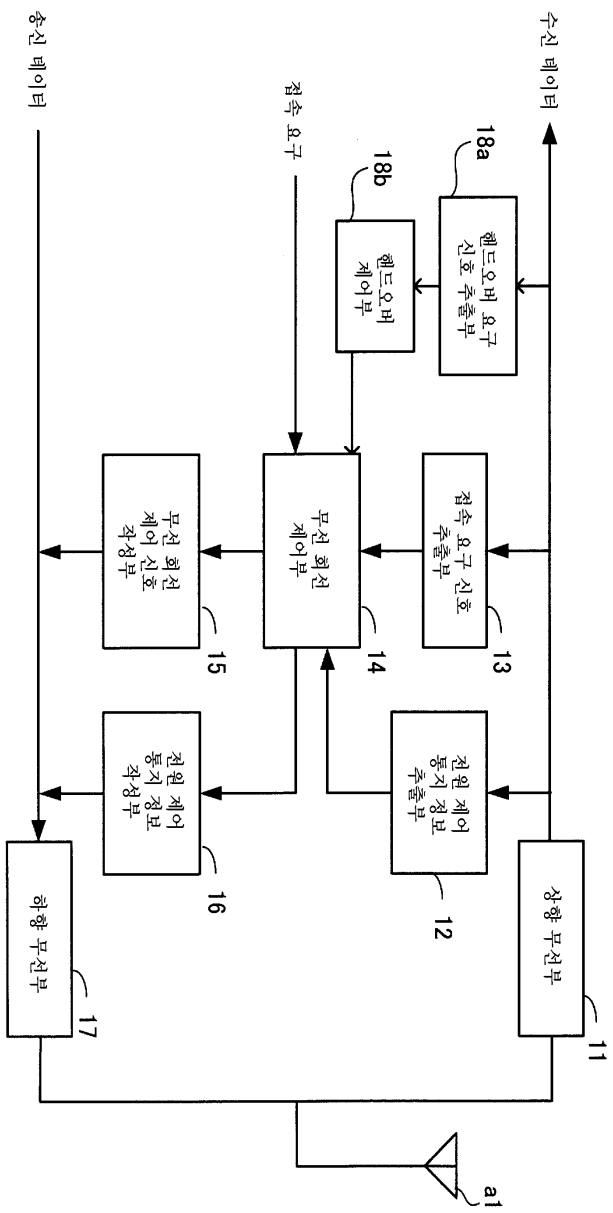 수신 데이터
상향 무선부
11
a1
18a
핸드오버 요구
신호 추출부
접속 요구 신호
추출부
13
전원 제어
통지 정보
추출부
12
18b
핸드오버
제어부
접속 요구
무선 회선
제어부
14
무선 회선
제어 신호
작성부
15
전원 제어
통지 정보
작성부
16
송신 데이터
하향 무선부
17